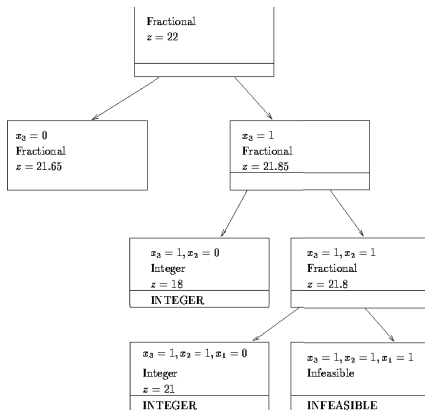 Fractional
z = 22
x₃ = 0
Fractional
z = 21.65
x₃ = 1
Fractional
z = 21.85
x₃ = 1, x₂ = 0
Integer
z = 18
INTEGER
x₃ = 1, x₂ = 1
Fractional
z = 21.8
x₃ = 1, x₂ = 1, x₁ = 0
Integer
z = 21
INTEGER
x₃ = 1, x₂ = 1, x₁ = 1
Infeasible
INFEASIBLE